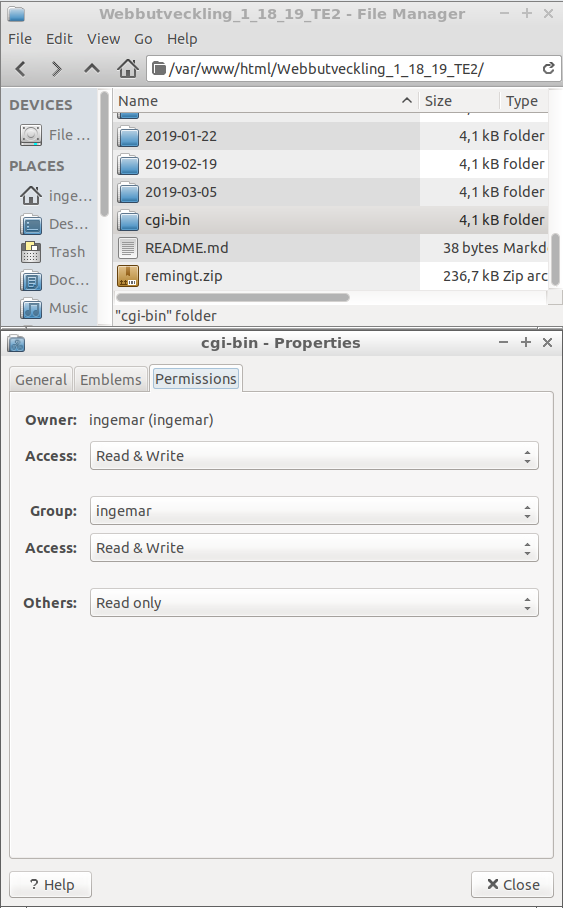 Webbutveckling_1_18_19_TE2 - File Manager
File Edit View Go Help
/var/www/html/Webbutveckling_1_18_19_TE2/
DEVICES
File ...
PLACES
inge...
Des...
Trash
Doc...
Music
Name Size Type
2019-01-22 4,1 kB folder
2019-02-19 4,1 kB folder
2019-03-05 4,1 kB folder
cgi-bin 4,1 kB folder
README.md 38 bytes Markd
remingt.zip 236,7 kB Zip arc
"cgi-bin" folder
cgi-bin - Properties
General Emblems Permissions
Owner: ingemar (ingemar)
Access: Read & Write
Group: ingemar
Access: Read & Write
Others: Read only
? Help Close